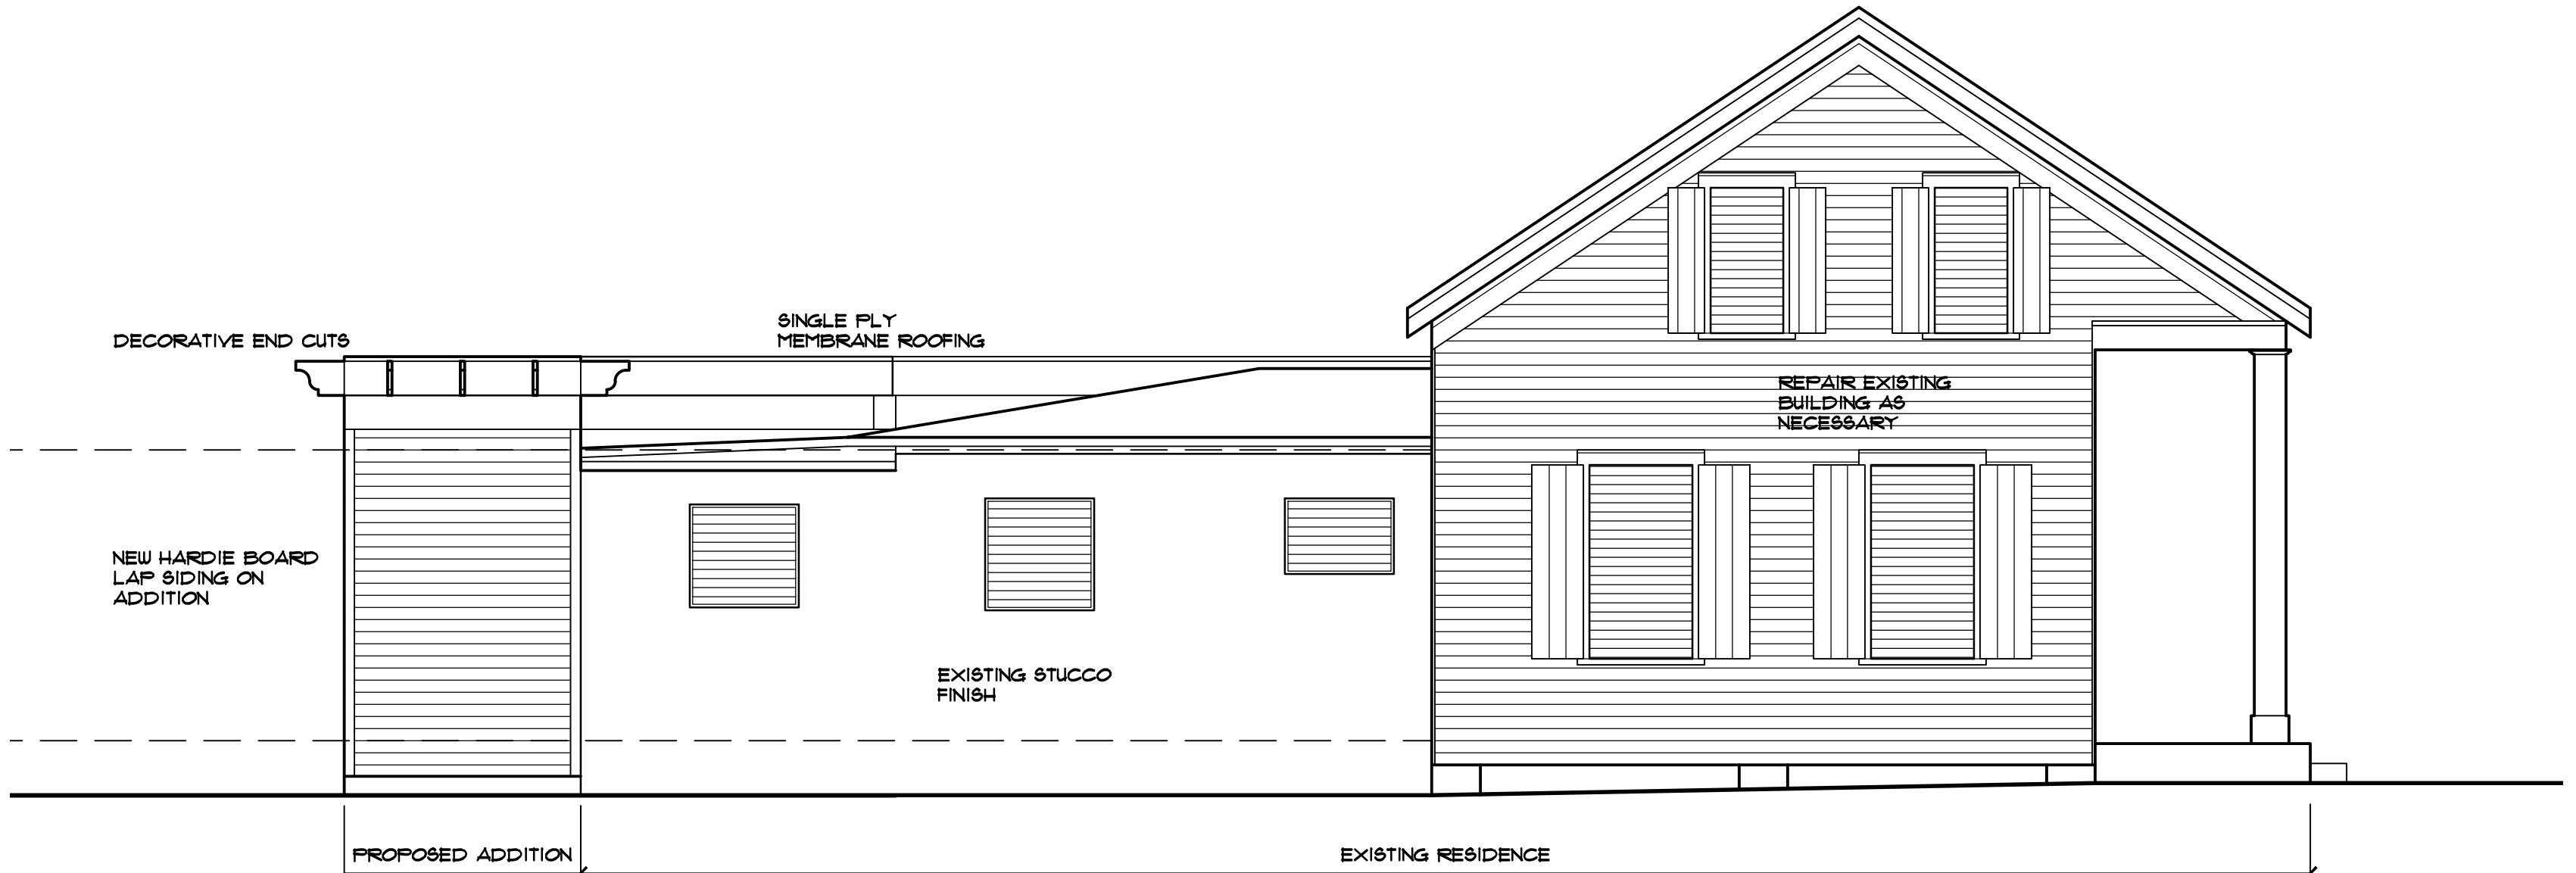 SINGLE PLY
MEMBRANE ROOFING
DECORATIVE END CUTS
REPAIR EXISTING
BUILDING AS
NECESSARY
NEW HARDIE BOARD
LAP SIDING ON
ADDITION
EXISTING STUCCO
FINISH
PROPOSED ADDITION
EXISTING RESIDENCE